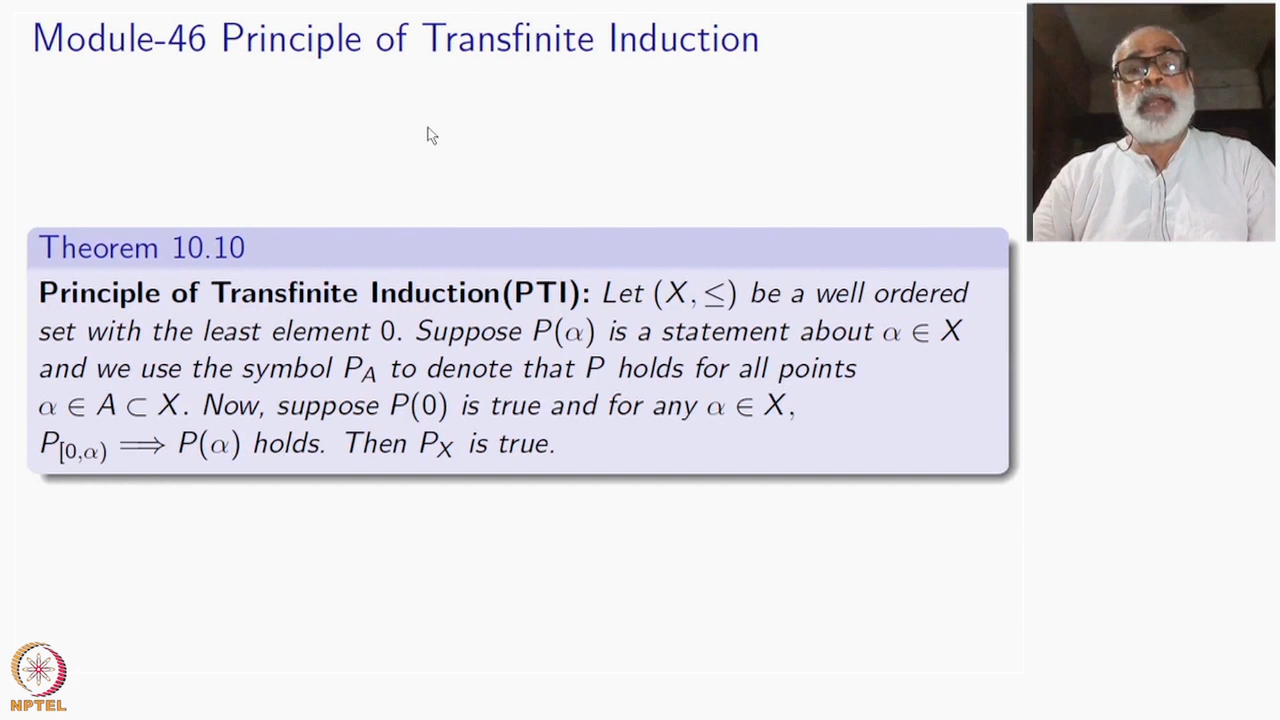 Module-46 Principle of Transfinite Induction
Theorem 10.10
Principle of Transfinite Induction(PTI): Let (X, ≤) be a well ordered
set with the least element 0. Suppose P(α) is a statement about α ∈ X
and we use the symbol P_A to denote that P holds for all points
α ∈ A ⊂ X. Now, suppose P(0) is true and for any α ∈ X,
P_[0,α) ⟹ P(α) holds. Then P_X is true.
NPTEL